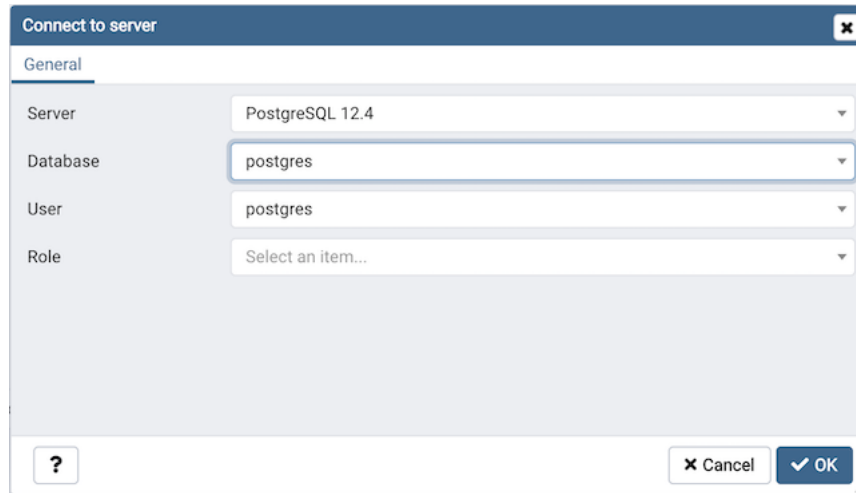 Connect to server
General
Server PostgreSQL 12.4
Database postgres
User postgres
Role Select an item...
? Cancel OK